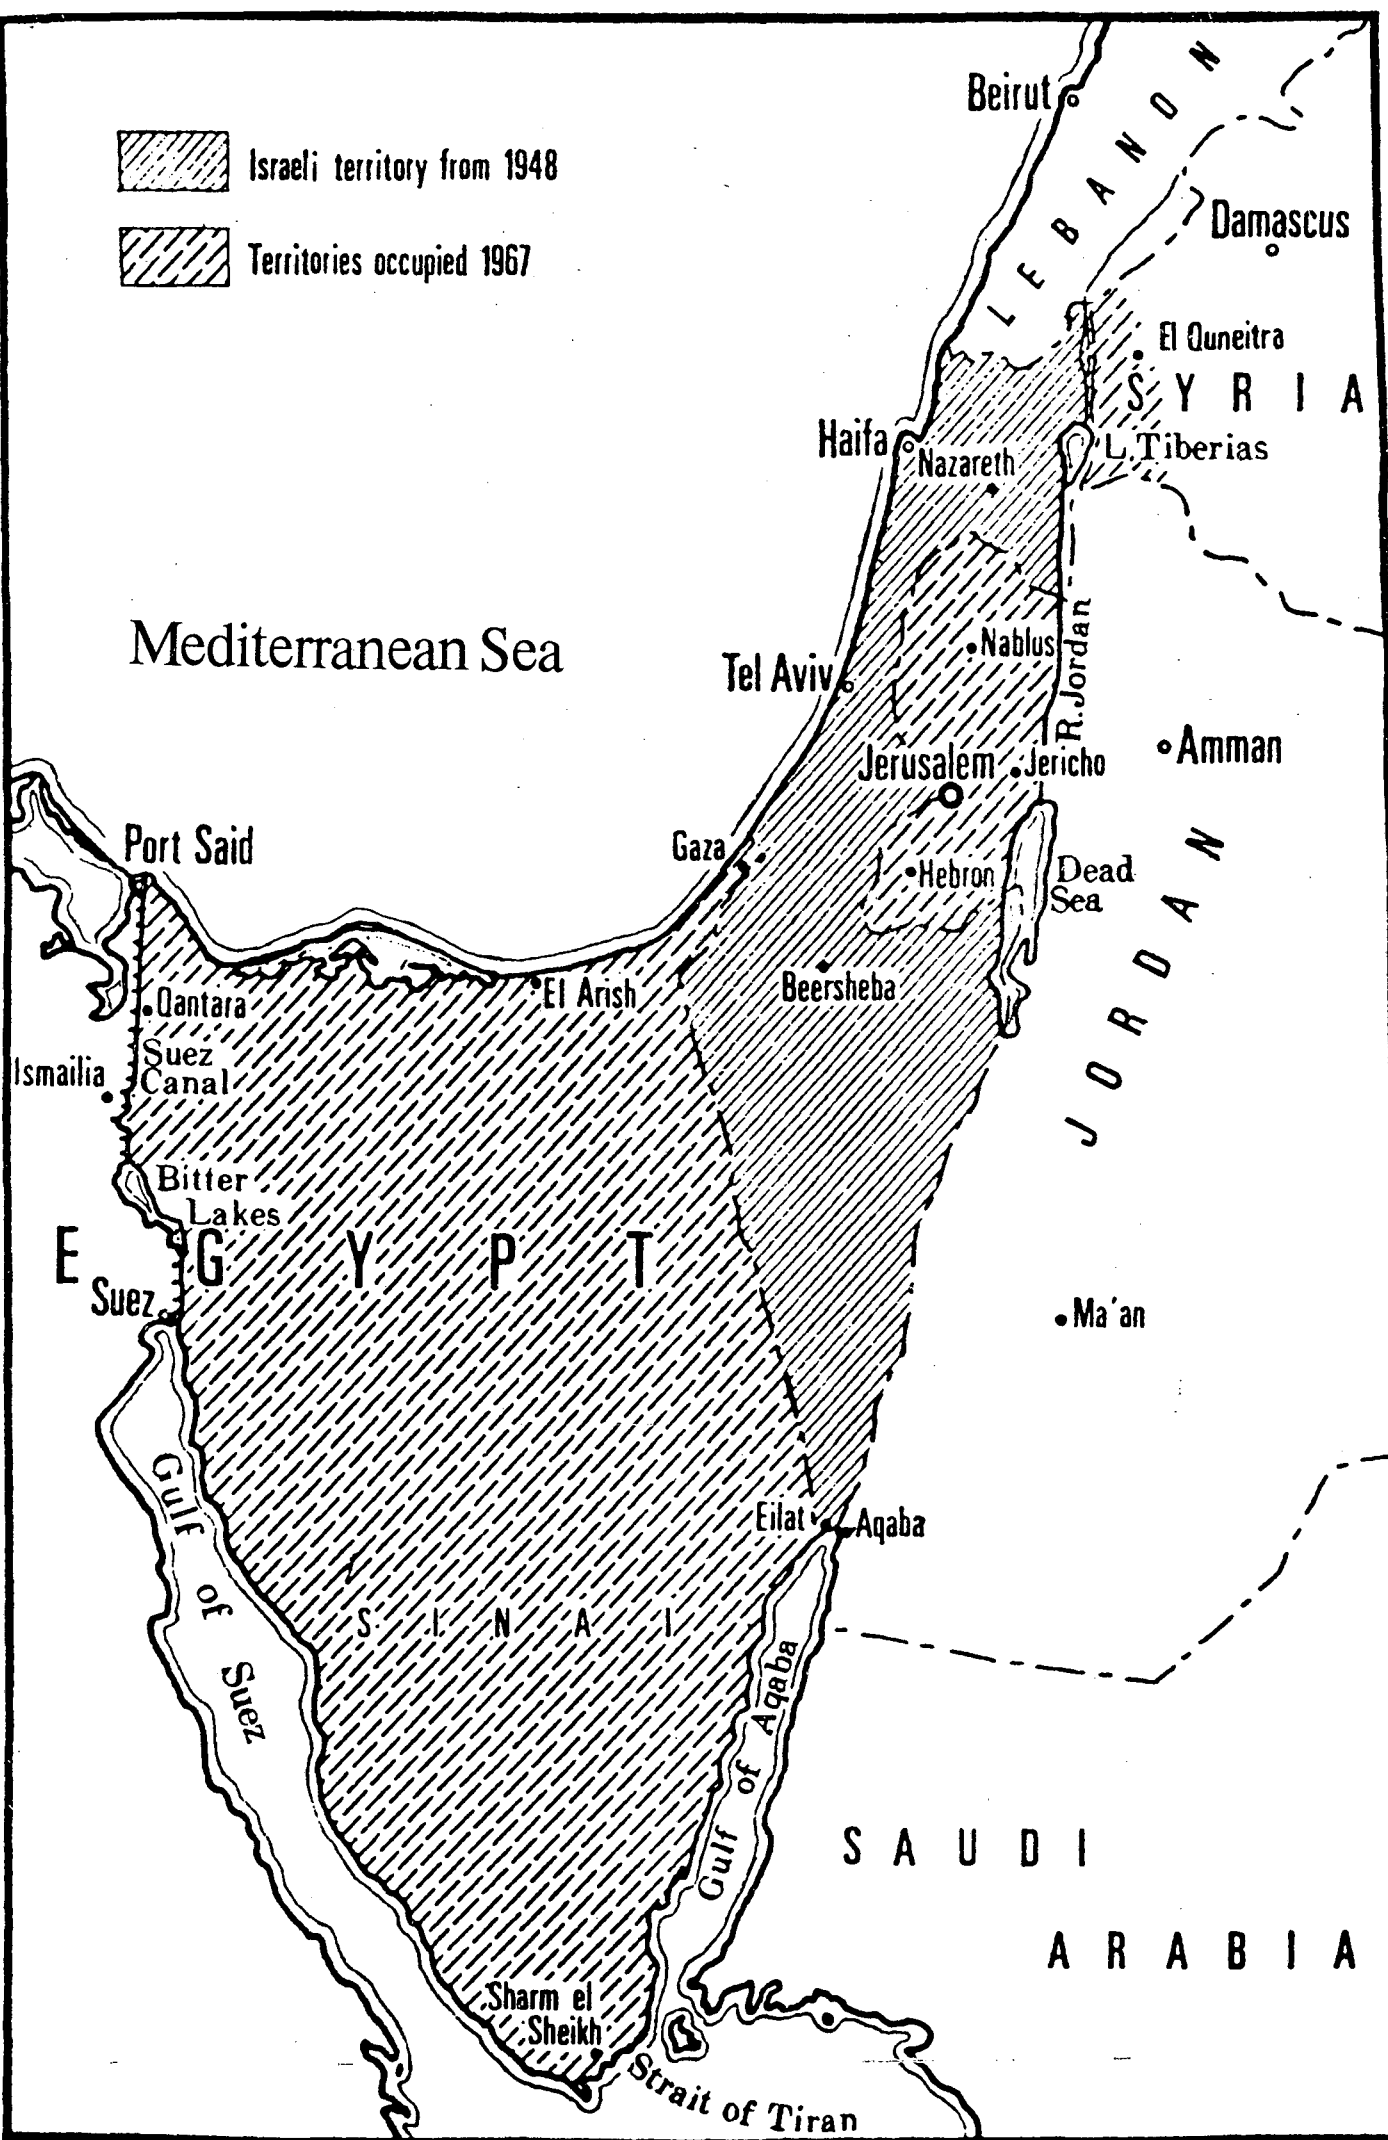 Beirut
LEBANON
Israeli territory from 1948
Territories occupied 1967
Damascus
El Quneitra
SYRIA
Haifa
Nazareth
L.Tiberias
Mediterranean Sea
Nablus
R.Jordan
Tel Aviv
Jerusalem
Jericho
Amman
Port Said
Gaza
Hebron
Dead
Sea
JORDAN
Qantara
El Arish
Beersheba
Suez
Canal
Ismailia
Bitter
Lakes
EGYPT
Suez
Ma'an
Gulf of Suez
Eilat
Aqaba
SINAI
Gulf of Aqaba
SAUDI
ARABIA
Sharm el
Sheikh
Strait of Tiran